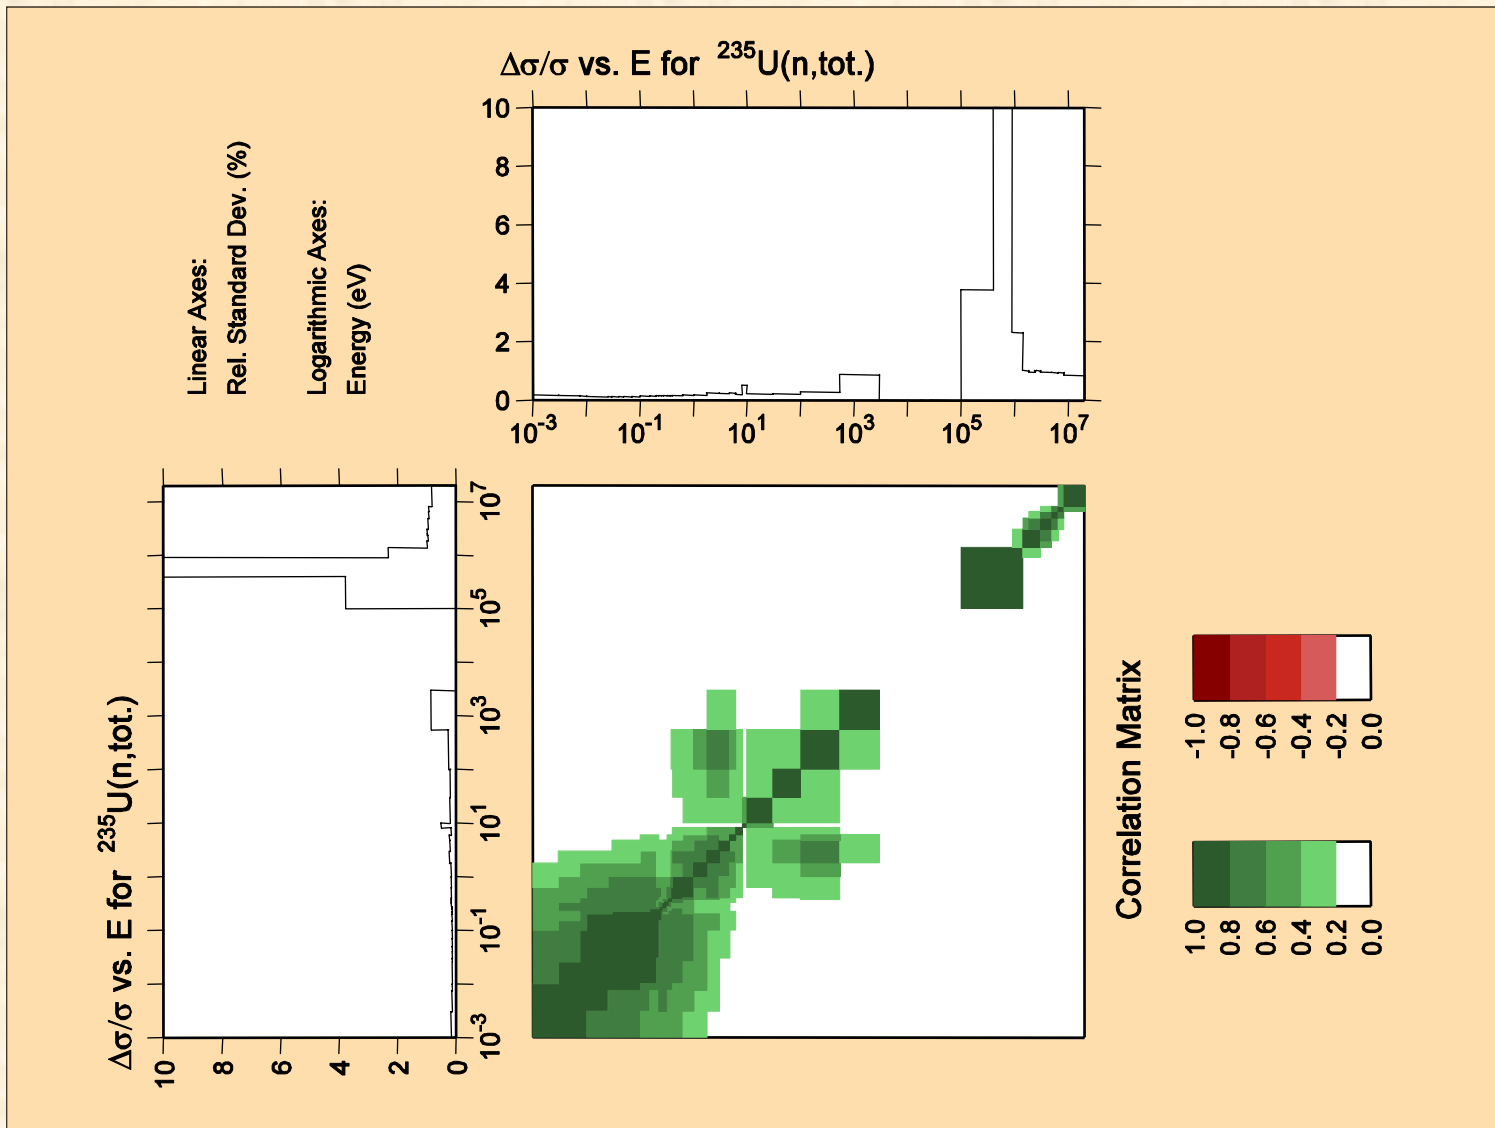 Δσ/σ vs. E for ²³⁵U(n,tot.)
10
8
6
4
2
0
10⁻³ 10⁻¹ 10¹ 10³ 10⁵ 10⁷
Linear Axes:
Rel. Standard Dev. (%)
Logarithmic Axes:
Energy (eV)
Δσ/σ vs. E for ²³⁵U(n,tot.)
10 8 6 4 2 0
10⁷
10⁵
10³
10¹
10⁻¹
10⁻³
Correlation Matrix
-1.0 -0.8 -0.6 -0.4 -0.2 0.0
1.0 0.8 0.6 0.4 0.2 0.0